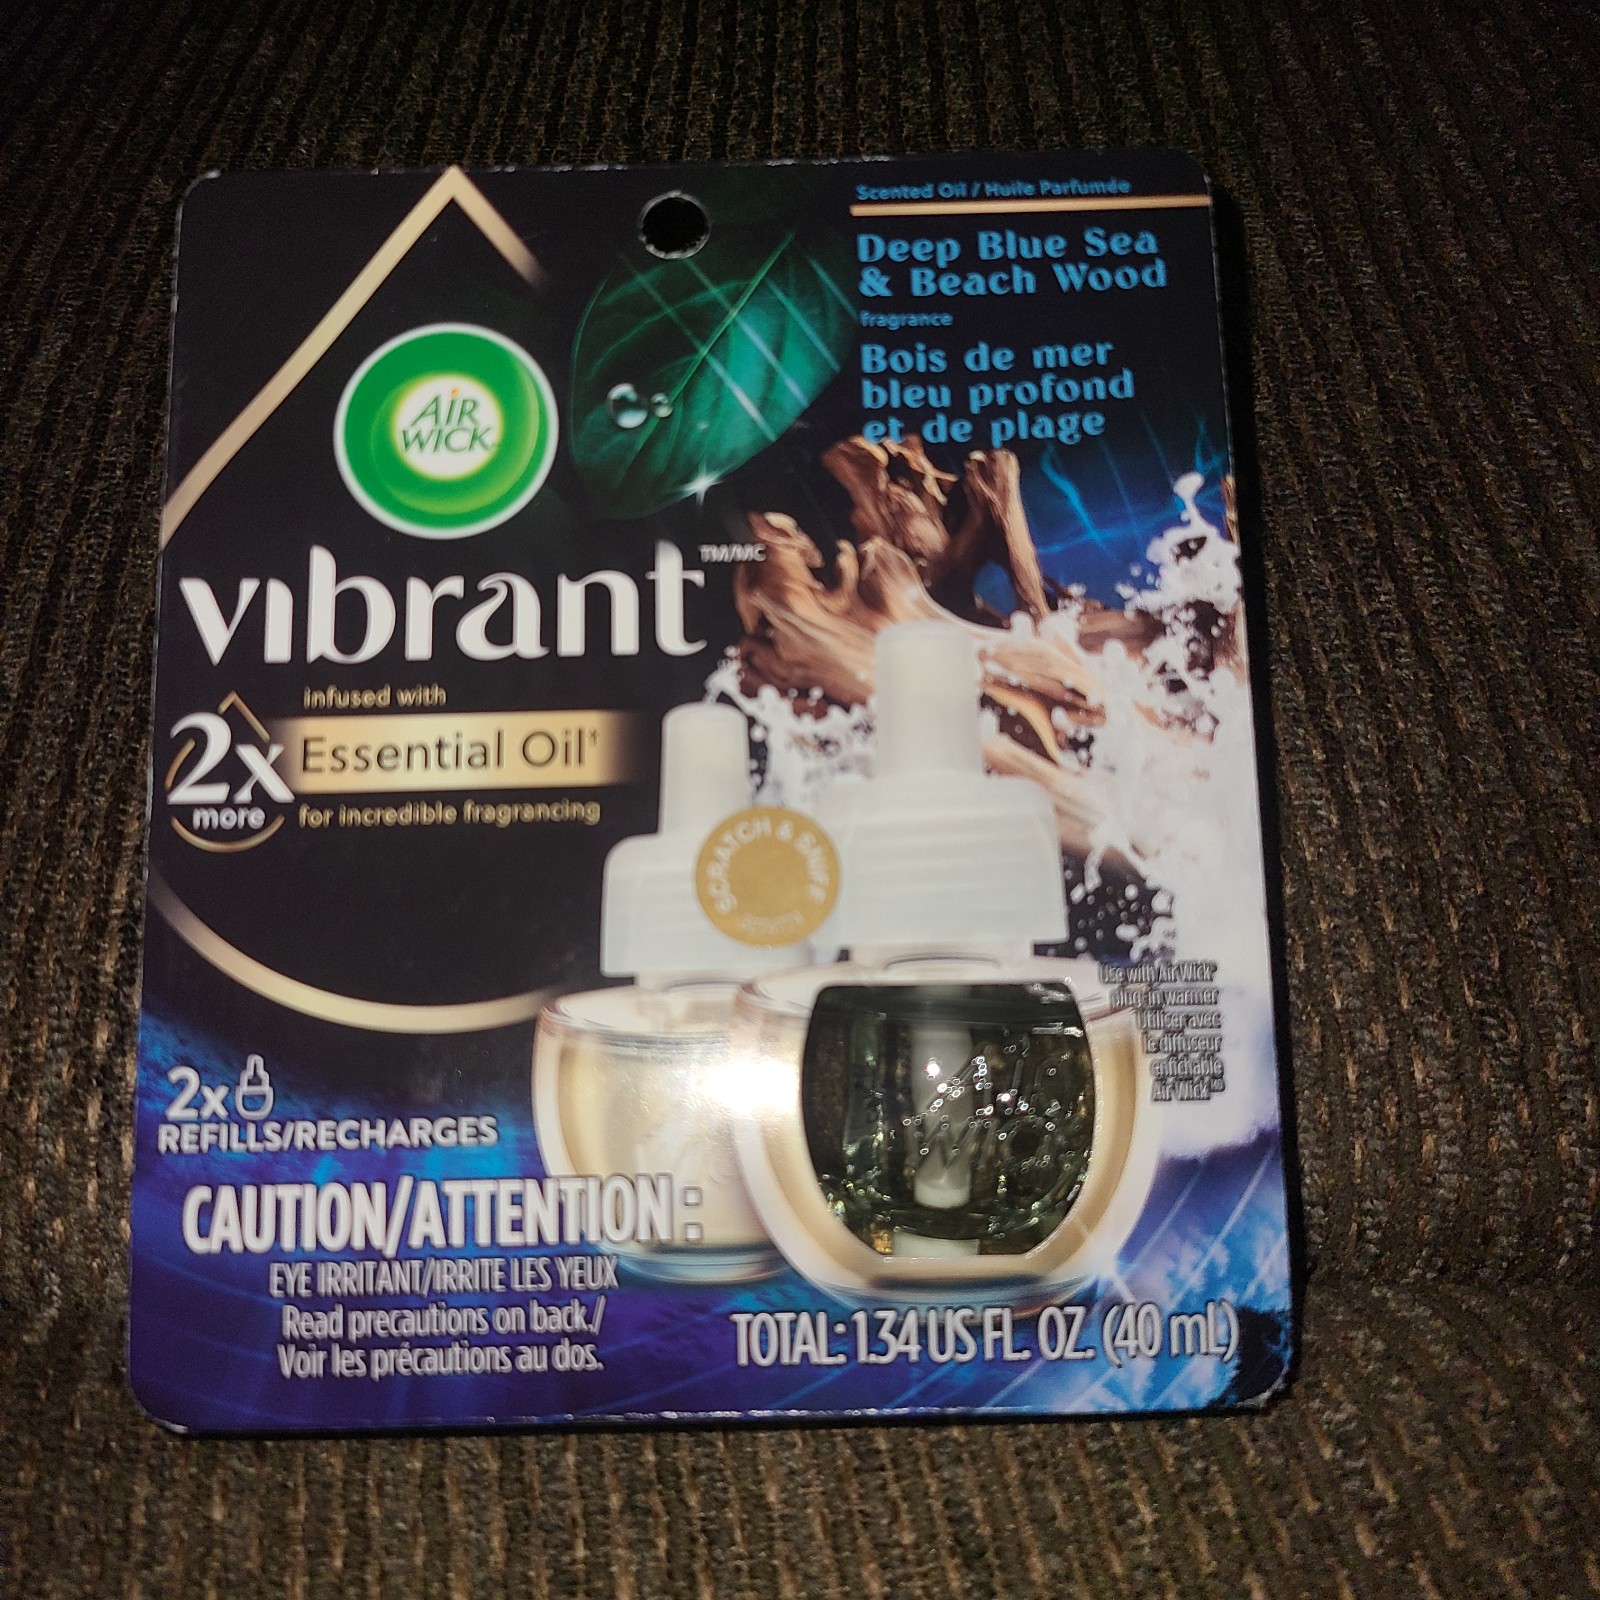 Scented Oil / Huile Parfumée
Deep Blue Sea
& Beach Wood
fragrance
Bois de mer
bleu profond
et de plage
AiR
WICK
vibrant TM/MC
infused with
2x
more
Essential Oil‡
for incredible fragrancing
SCRATCH & SNIFF
Use with Air Wick®
plug-in warmer
Utiliser avec
le diffuseur
enfichable
Air Wick MD
2x
REFILLS/RECHARGES
CAUTION/ATTENTION:
EYE IRRITANT/IRRITE LES YEUX
Read precautions on back./
Voir les précautions au dos.
TOTAL: 1.34 US FL. OZ. (40 mL)